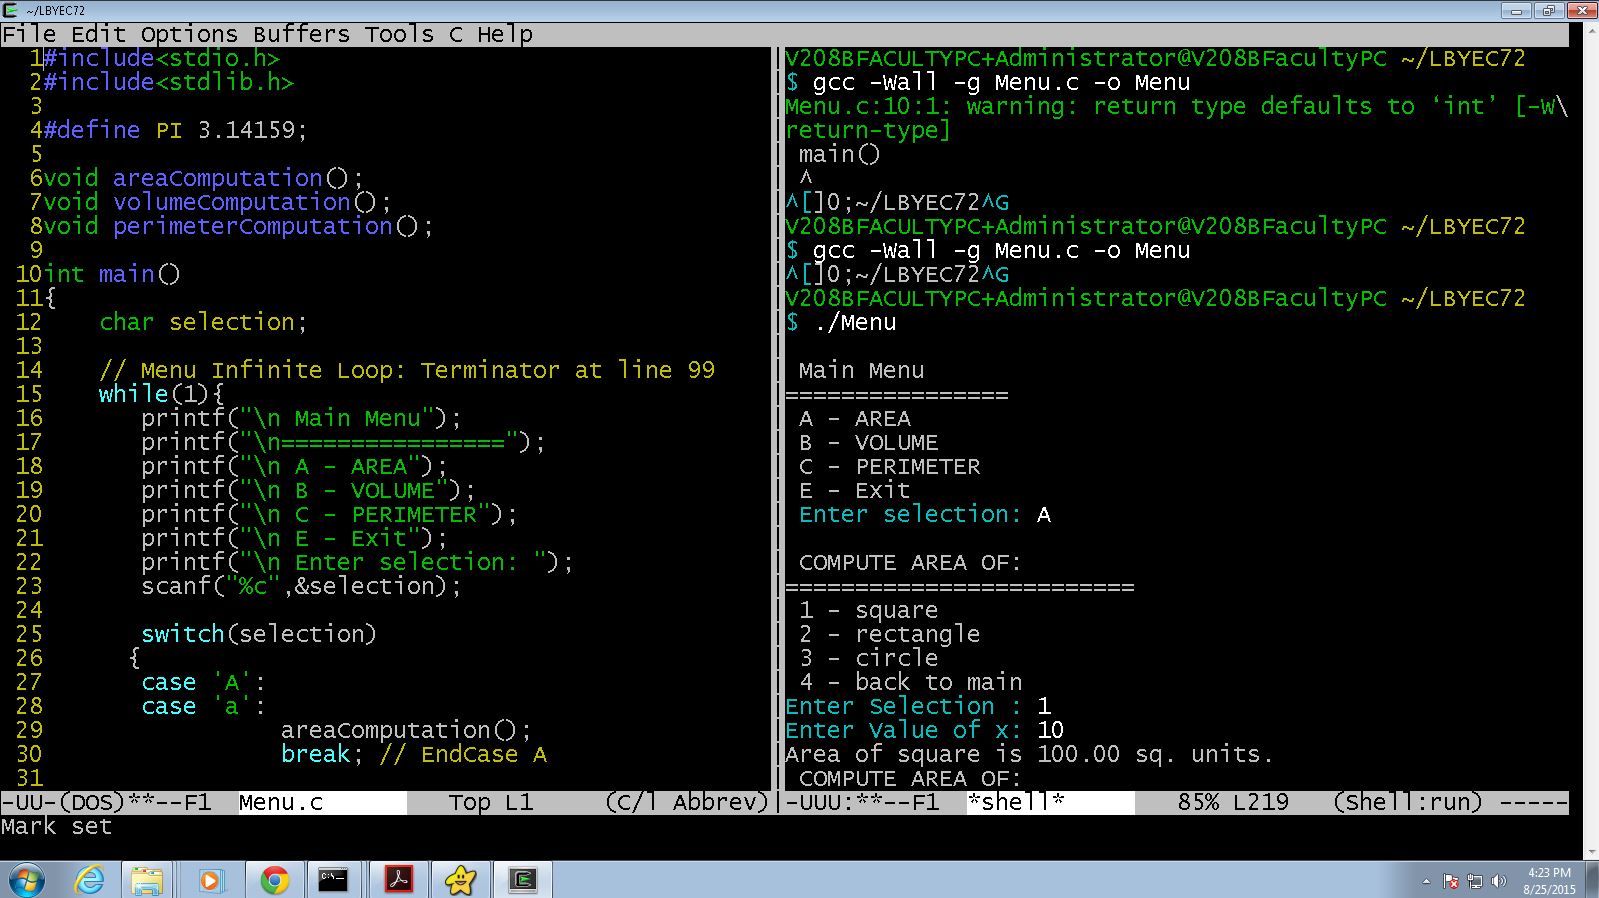 ~/LBYEC72
File Edit Options Buffers Tools C Help
1#include<stdio.h>
2#include<stdlib.h>
3
4#define PI 3.14159;
5
6void areaComputation();
7void volumeComputation();
8void perimeterComputation();
9
10int main()
11{
12    char selection;
13
14    // Menu Infinite Loop: Terminator at line 99
15    while(1){
16       printf("\n Main Menu");
17       printf("\n================");
18       printf("\n A - AREA");
19       printf("\n B - VOLUME");
20       printf("\n C - PERIMETER");
21       printf("\n E - Exit");
22       printf("\n Enter selection: ");
23       scanf("%c",&selection);
24
25       switch(selection)
26      {
27       case 'A':
28       case 'a':
29                 areaComputation();
30                 break; // EndCase A
31
-UU-(DOS)**--F1  Menu.c         Top L1     (C/l Abbrev)
Mark set
V208BFACULTYPC+Administrator@V208BFacultyPC ~/LBYEC72
$ gcc -Wall -g Menu.c -o Menu
Menu.c:10:1: warning: return type defaults to ‘int’ [-W\
return-type]
 main()
 ^
^[]0;~/LBYEC72^G
V208BFACULTYPC+Administrator@V208BFacultyPC ~/LBYEC72
$ gcc -Wall -g Menu.c -o Menu
^[]0;~/LBYEC72^G
V208BFACULTYPC+Administrator@V208BFacultyPC ~/LBYEC72
$ ./Menu
 Main Menu
================
 A - AREA
 B - VOLUME
 C - PERIMETER
 E - Exit
 Enter selection: A
 COMPUTE AREA OF:
=========================
 1 - square
 2 - rectangle
 3 - circle
 4 - back to main
Enter Selection : 1
Enter Value of x: 10
Area of square is 100.00 sq. units.
 COMPUTE AREA OF:
-UUU:**--F1  *shell*        85% L219   (Shell:run) -----
4:23 PM
8/25/2015